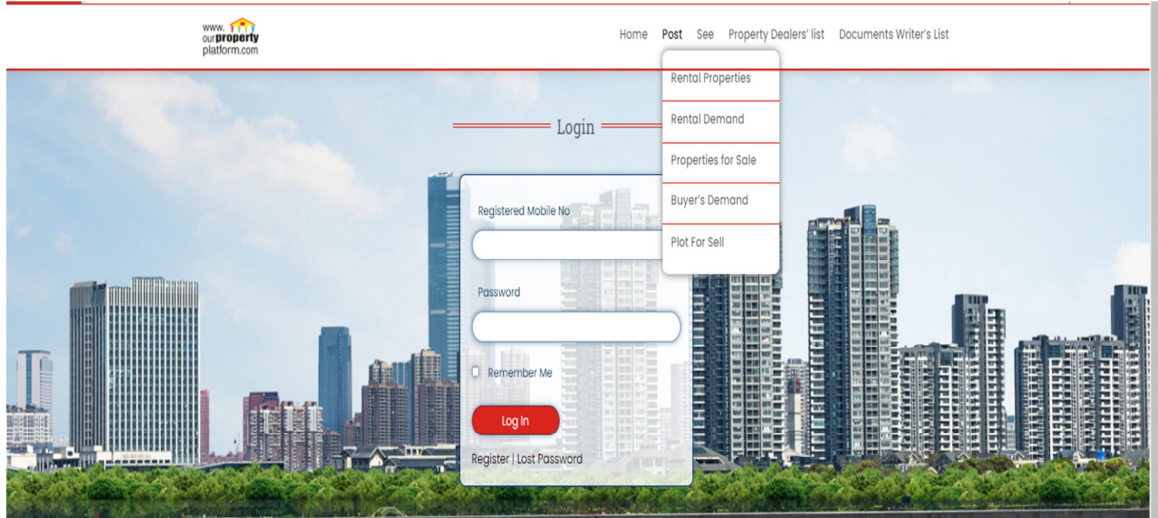 www.
ourproperty
platform.com
Home Post See Property Dealers' list Documents Writer's List
Rental Properties
Rental Demand
Properties for Sale
Buyer's Demand
Plot For Sell
Login
Registered Mobile No
Password
Remember Me
Log In
Register | Lost Password